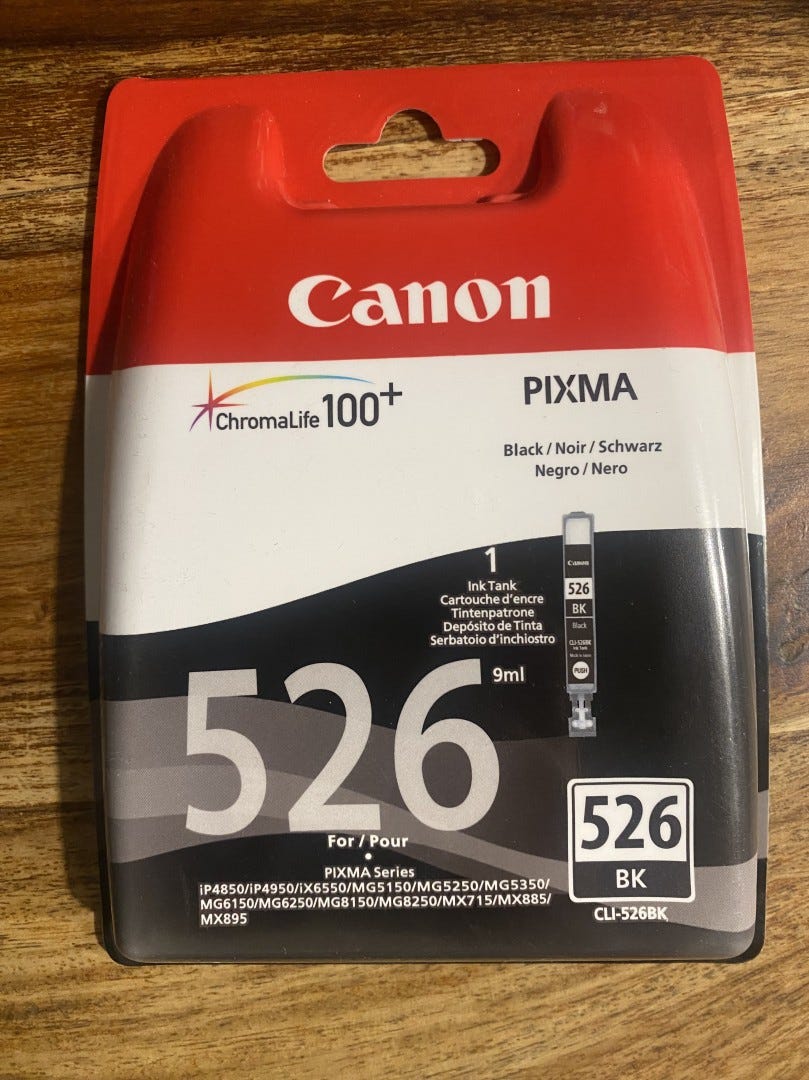 Canon
ChromaLife 100+
PIXMA
Black / Noir / Schwarz
Negro / Nero
1
Ink Tank
Cartouche d'encre
Tintenpatrone
Depósito de Tinta
Serbatoio d'inchiostro
9ml
Canon
526
BK
Black
CLI-526BK
Ink Tank
PUSH
526
For / Pour
•
PIXMA Series
iP4850/iP4950/iX6550/MG5150/MG5250/MG5350/
MG6150/MG6250/MG8150/MG8250/MX715/MX885/
MX895
526
BK
CLI-526BK